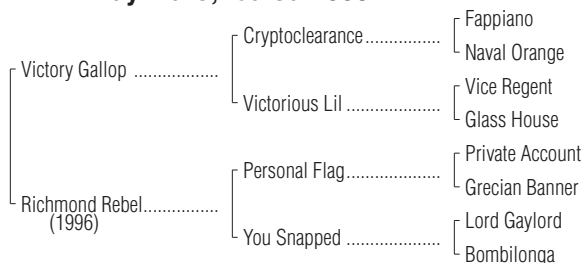 Fappiano
Cryptoclearance
Naval Orange
Victory Gallop
Vice Regent
Victorious Lil
Glass House
Private Account
Personal Flag
Grecian Banner
Richmond Rebel
(1996)
Lord Gaylord
You Snapped
Bombilonga